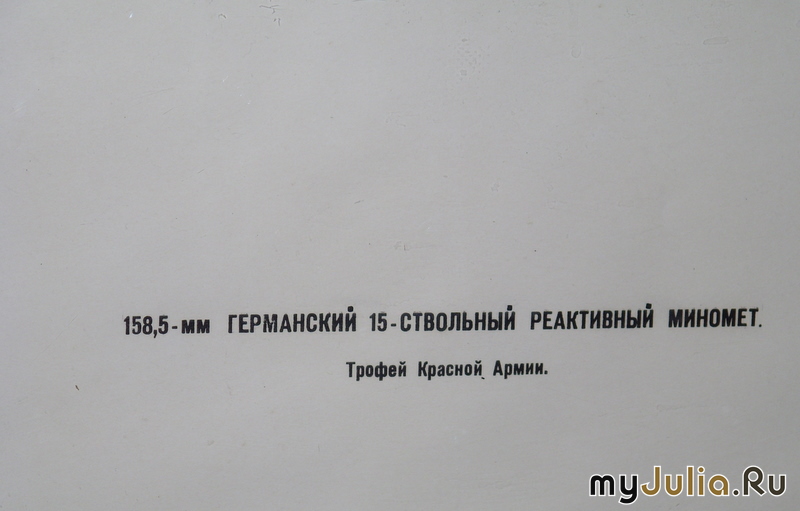 158,5-мм ГЕРМАНСКИЙ 15-СТВОЛЬНЫЙ РЕАКТИВНЫЙ МИНОМЕТ.
Трофей Красной Армии.
myJulia.Ru